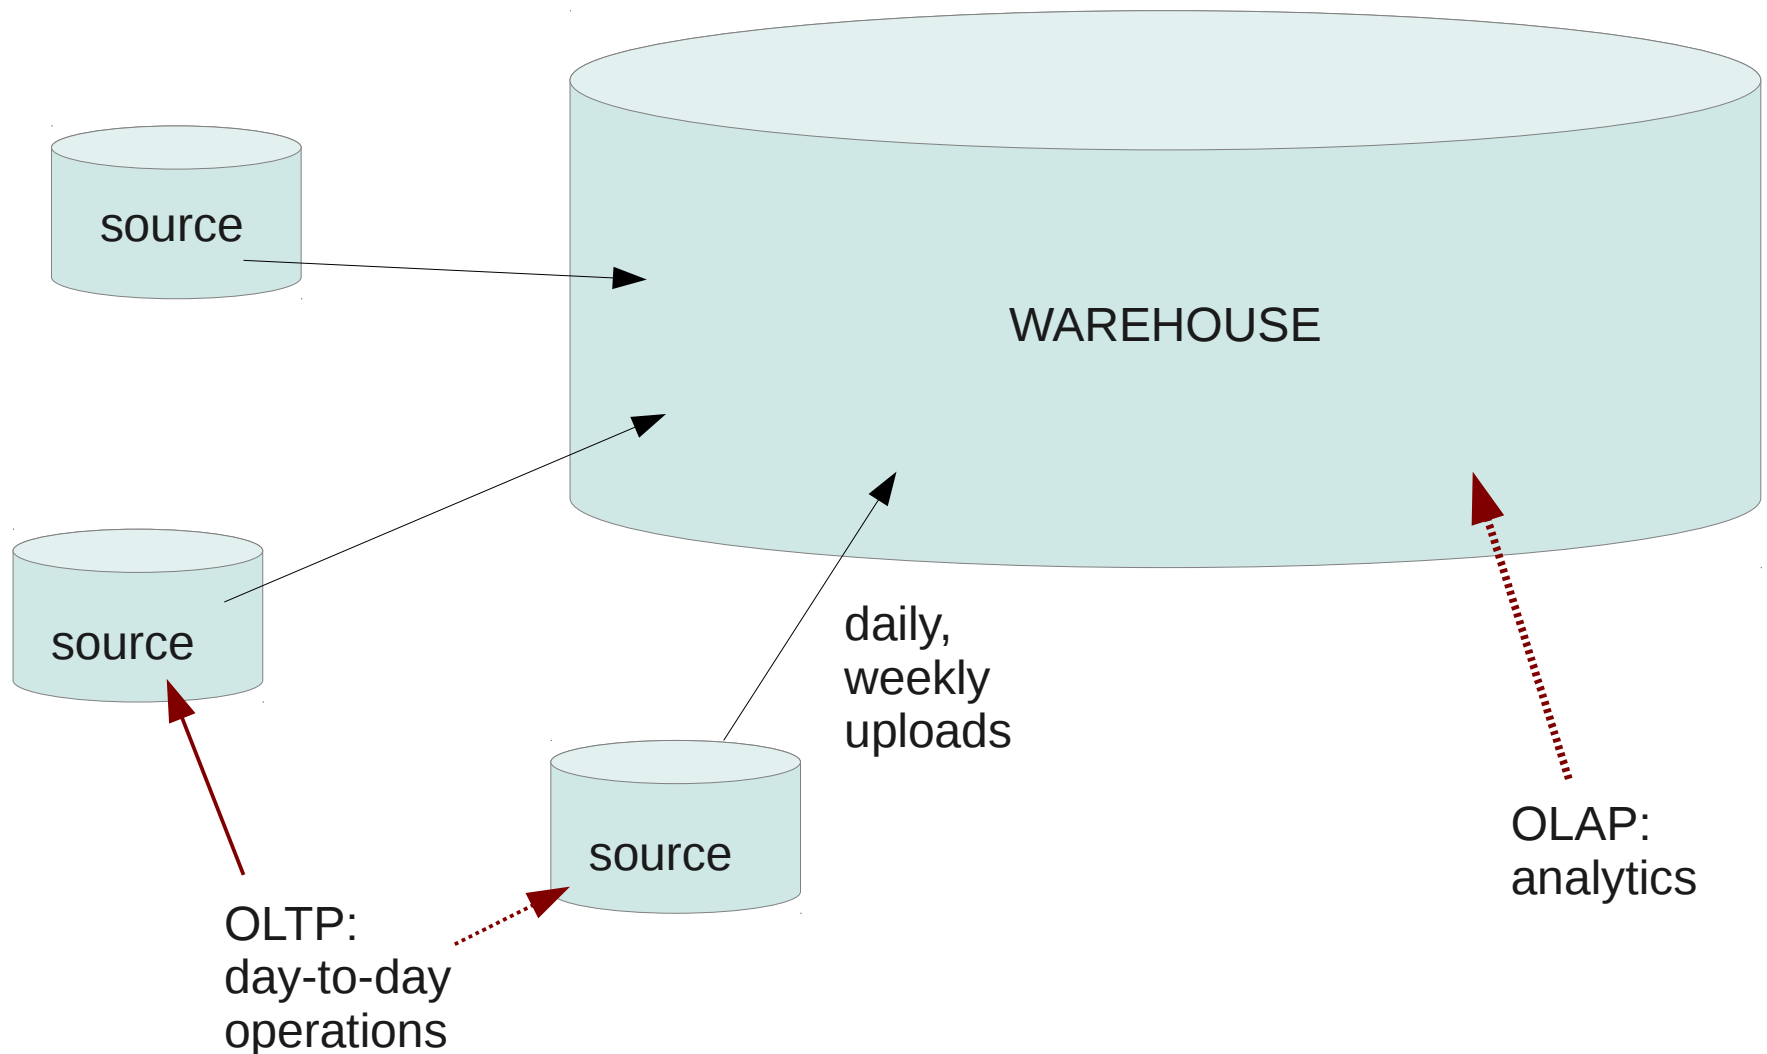 source
WAREHOUSE
source
daily,
weekly
uploads
source
OLAP:
analytics
OLTP:
day-to-day
operations